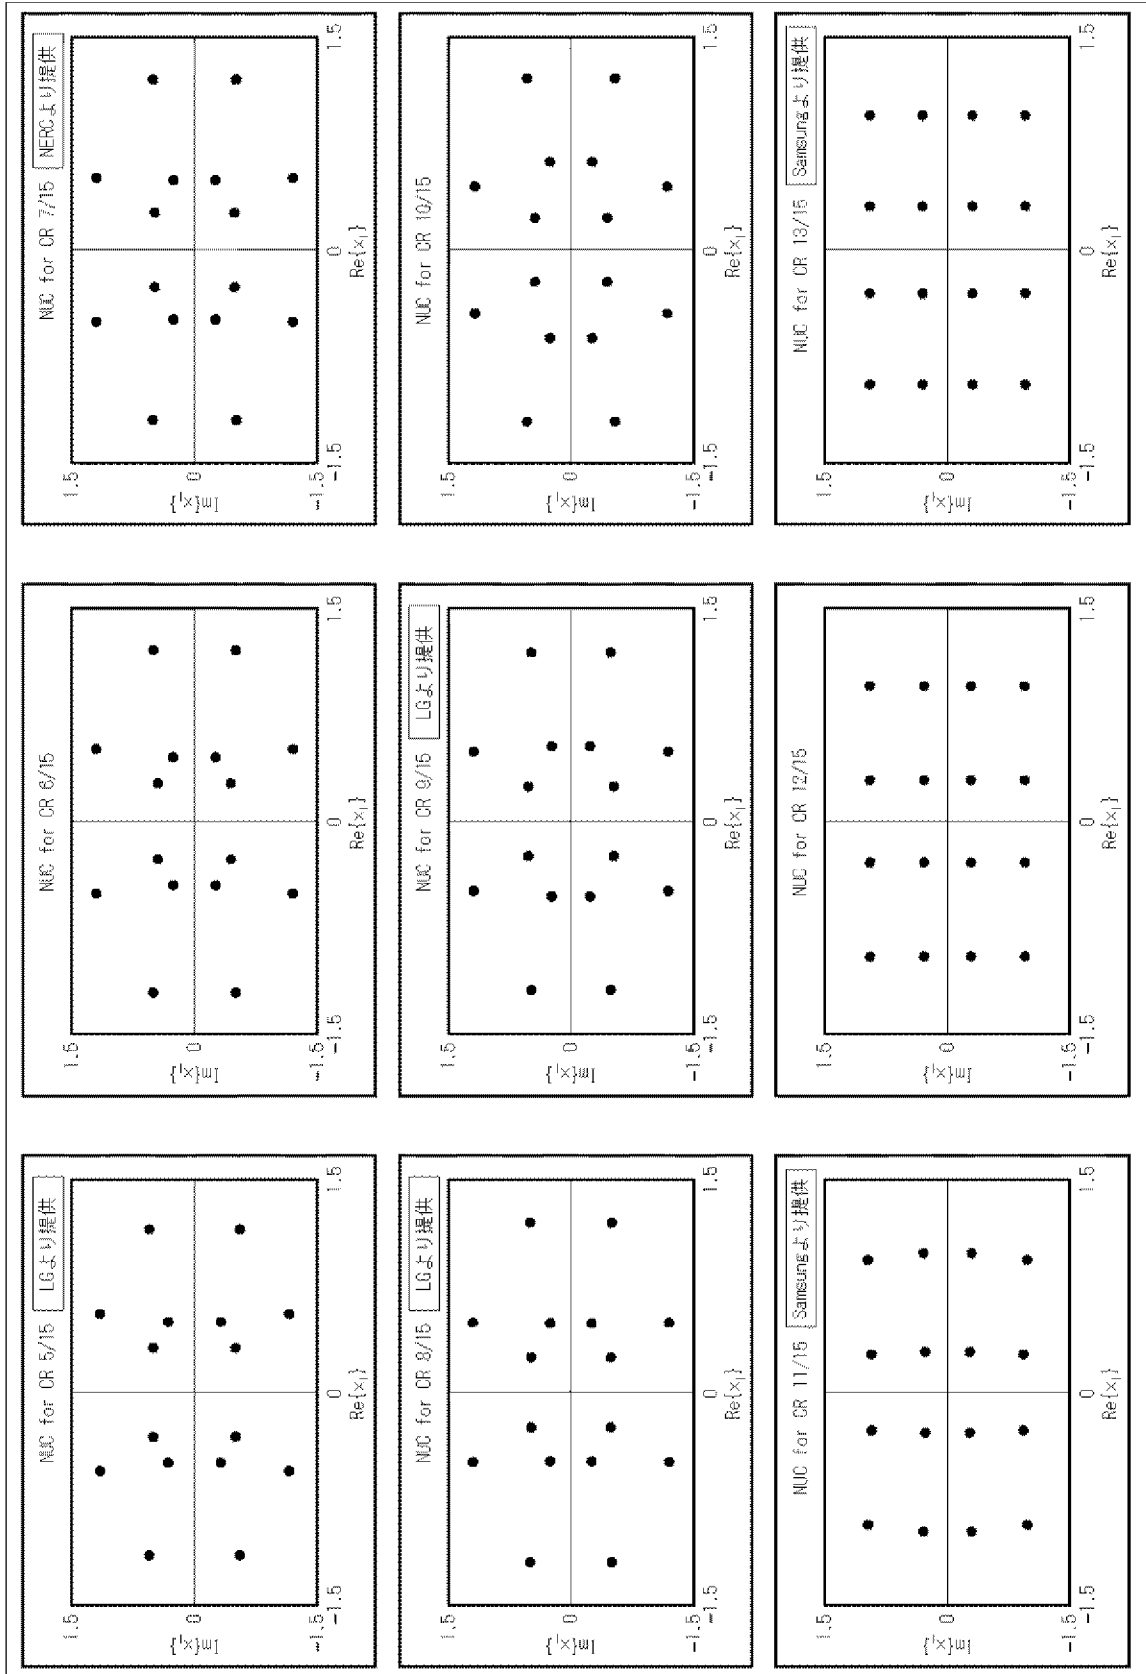 NUC for CR 5/15 LGより提供
1.5
Im{x_l}
0
-1.5
-1.5
0
1.5
Re{x_l}
NUC for CR 6/15
1.5
Im{x_l}
0
-1.5
-1.5
0
1.5
Re{x_l}
NUC for CR 7/15 NERCより提供
1.5
Im{x_l}
0
-1.5
-1.5
0
1.5
Re{x_l}
NUC for CR 8/15 LGより提供
1.5
Im{x_l}
0
-1.5
-1.5
0
1.5
Re{x_l}
NUC for CR 9/15 LGより提供
1.5
Im{x_l}
0
-1.5
-1.5
0
1.5
Re{x_l}
NUC for CR 10/15
1.5
Im{x_l}
0
-1.5
-1.5
0
1.5
Re{x_l}
NUC for CR 11/15 Samsungより提供
1.5
Im{x_l}
0
-1.5
-1.5
0
1.5
Re{x_l}
NUC for CR 12/15
1.5
Im{x_l}
0
-1.5
-1.5
0
1.5
Re{x_l}
NUC for CR 13/15 Samsungより提供
1.5
Im{x_l}
0
-1.5
-1.5
0
1.5
Re{x_l}